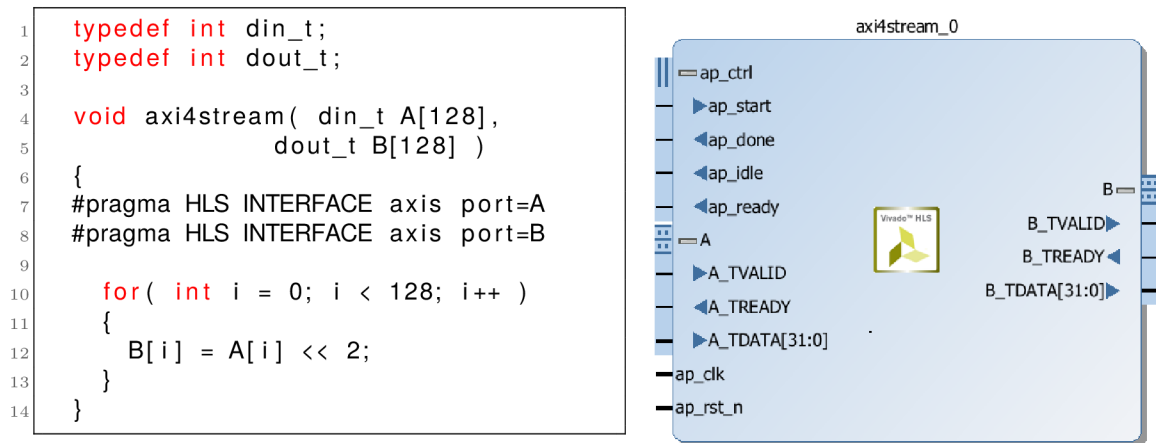 1 typedef int din_t;
2 typedef int dout_t;
3
4 void axi4stream( din_t A[128],
5 dout_t B[128] )
6 {
7 #pragma HLS INTERFACE axis port=A
8 #pragma HLS INTERFACE axis port=B
9
10 for( int i = 0; i < 128; i++ )
11 {
12 B[i] = A[i] << 2;
13 }
14 }
axi4stream_0
ap_ctrl
ap_start
ap_done
ap_idle
ap_ready
A
A_TVALID
A_TREADY
A_TDATA[31:0]
ap_clk
ap_rst_n
Vivado™ HLS
B
B_TVALID
B_TREADY
B_TDATA[31:0]